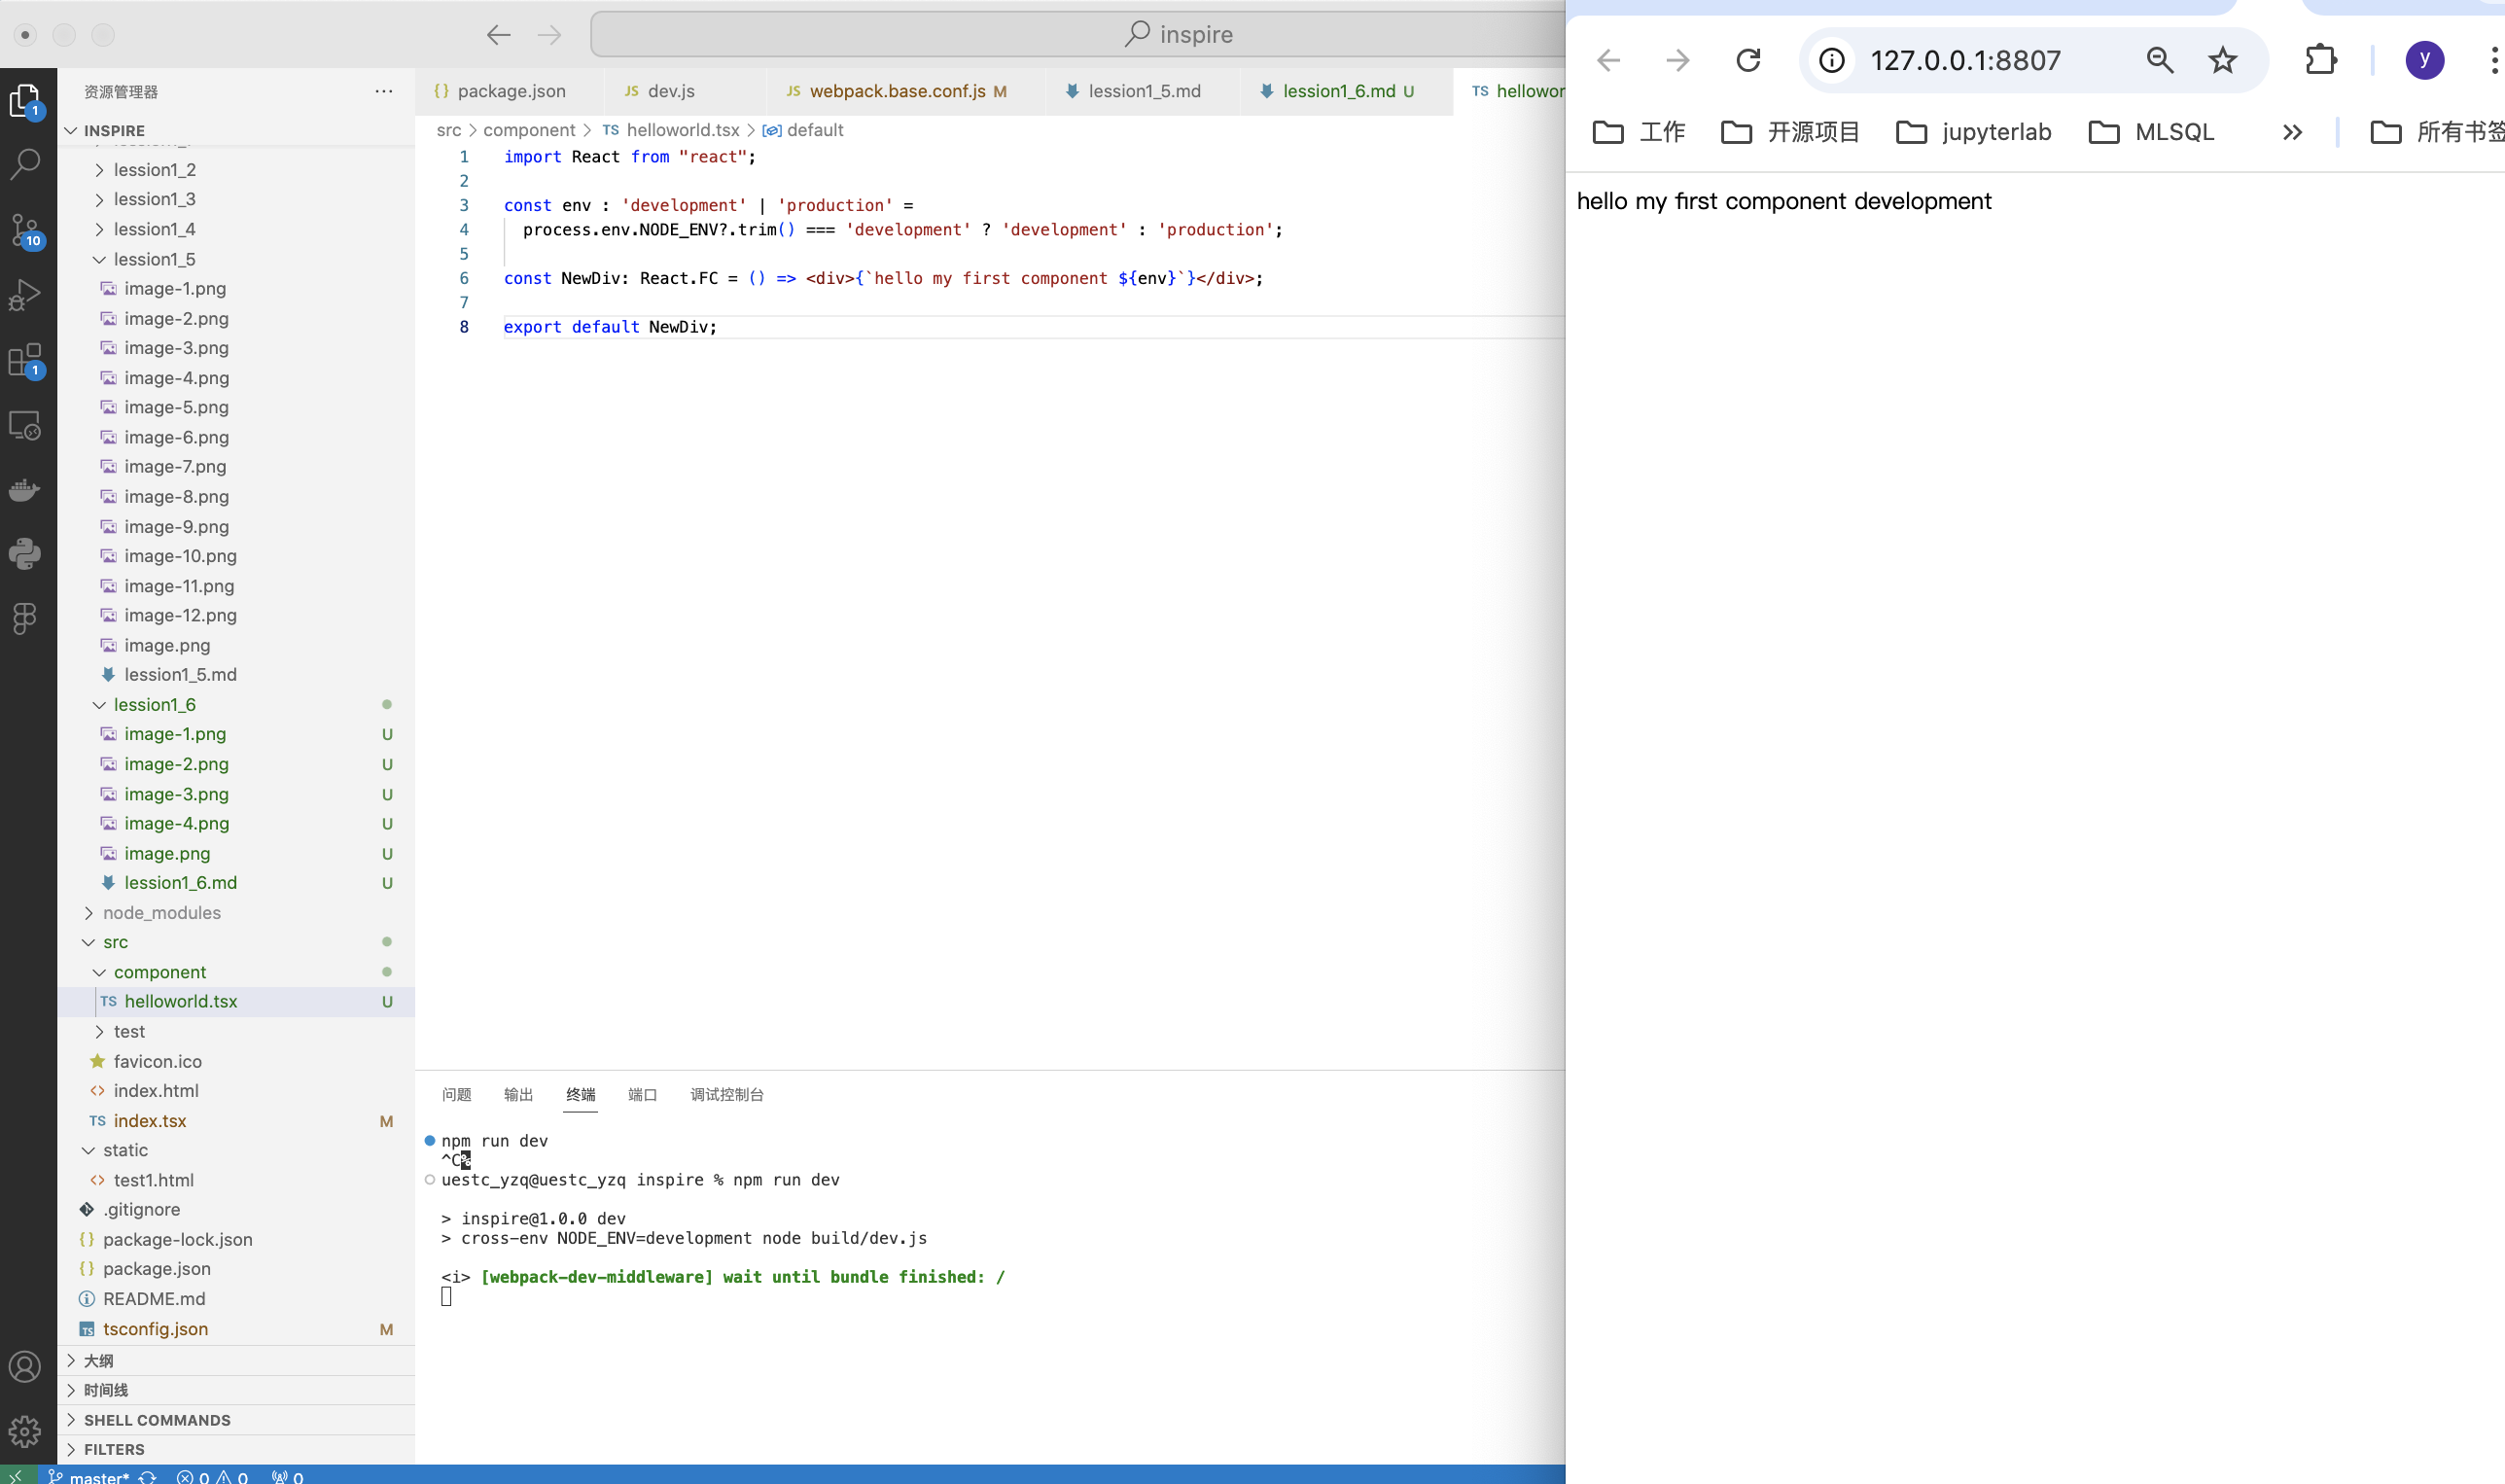 inspire
资源管理器
INSPIRE
lession1_2
lession1_3
lession1_4
lession1_5
image-1.png
image-2.png
image-3.png
image-4.png
image-5.png
image-6.png
image-7.png
image-8.png
image-9.png
image-10.png
image-11.png
image-12.png
image.png
lession1_5.md
lession1_6
image-1.png U
image-2.png U
image-3.png U
image-4.png U
image.png U
lession1_6.md U
node_modules
src
component
TS helloworld.tsx U
test
favicon.ico
index.html
TS index.tsx M
static
test1.html
.gitignore
package-lock.json
package.json
README.md
tsconfig.json M
大纲
时间线
SHELL COMMANDS
FILTERS
1
10
1
{} package.json JS dev.js JS webpack.base.conf.js M lession1_5.md lession1_6.md U TS hellowor
src > component > TS helloworld.tsx > default
1 import React from "react";
2
3 const env : 'development' | 'production' =
4 process.env.NODE_ENV?.trim() === 'development' ? 'development' : 'production';
5
6 const NewDiv: React.FC = () => <div>{`hello my first component ${env}`}</div>;
7
8 export default NewDiv;
问题 输出 终端 端口 调试控制台
npm run dev
^C%
uestc_yzq@uestc_yzq inspire % npm run dev
> inspire@1.0.0 dev
> cross-env NODE_ENV=development node build/dev.js
<i> [webpack-dev-middleware] wait until bundle finished: /
master* 0 0 0
127.0.0.1:8807 y
工作 开源项目 jupyterlab MLSQL » 所有书签
hello my first component development